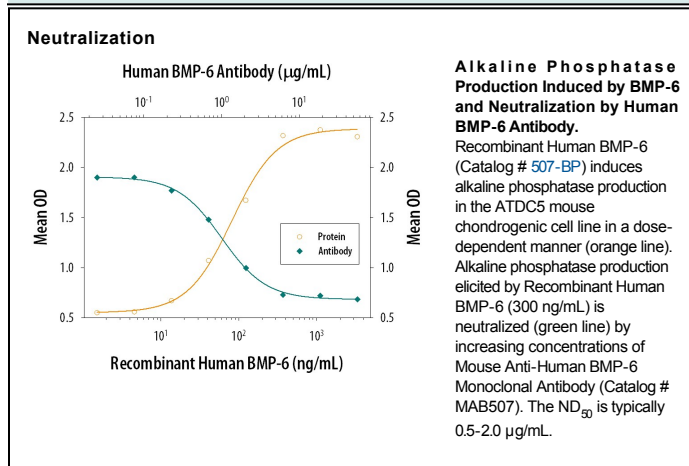 Neutralization
Human BMP-6 Antibody (μg/mL)
10⁻¹ 10⁰ 10¹
2.5 2.5
2.0 2.0
1.5 1.5
1.0 1.0
0.5 0.5
Mean OD
Mean OD
Protein
Antibody
10¹ 10² 10³
Recombinant Human BMP-6 (ng/mL)
Alkaline Phosphatase
Production Induced by BMP-6
and Neutralization by Human
BMP-6 Antibody.
Recombinant Human BMP-6
(Catalog # 507-BP) induces
alkaline phosphatase production
in the ATDC5 mouse
chondrogenic cell line in a dose-
dependent manner (orange line).
Alkaline phosphatase production
elicited by Recombinant Human
BMP-6 (300 ng/mL) is
neutralized (green line) by
increasing concentrations of
Mouse Anti-Human BMP-6
Monoclonal Antibody (Catalog #
MAB507). The ND₅₀ is typically
0.5-2.0 μg/mL.